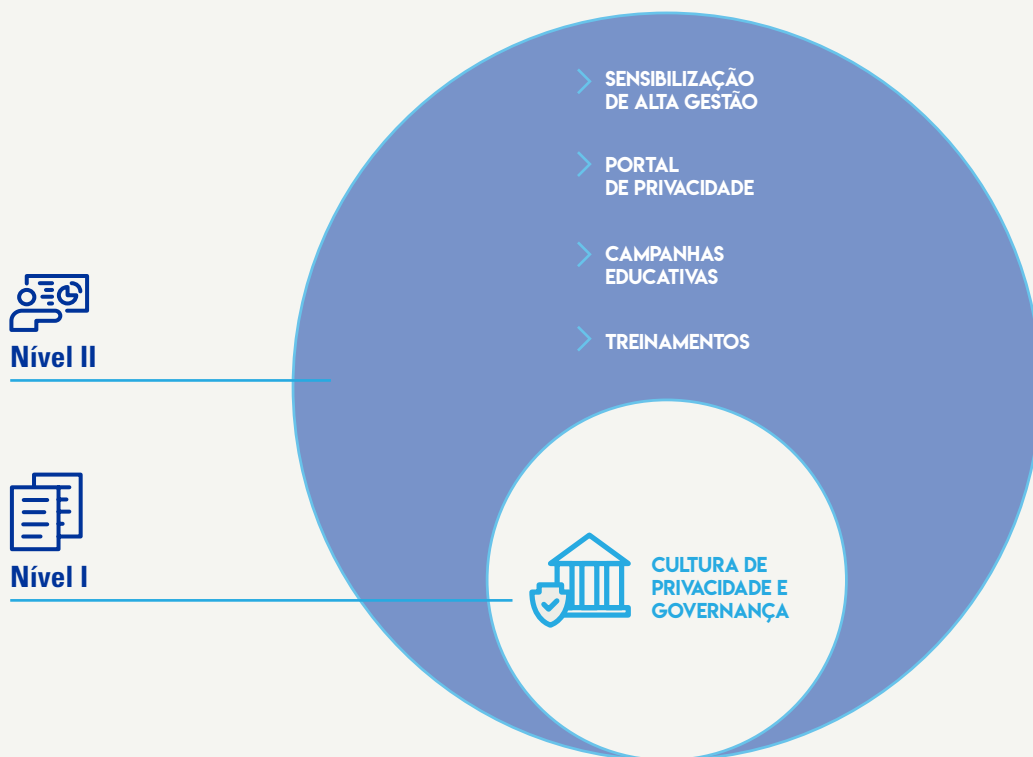 SENSIBILIZAÇÃO
DE ALTA GESTÃO
PORTAL
DE PRIVACIDADE
CAMPANHAS
EDUCATIVAS
TREINAMENTOS
Nível II
Nível I
CULTURA DE
PRIVACIDADE E
GOVERNANÇA